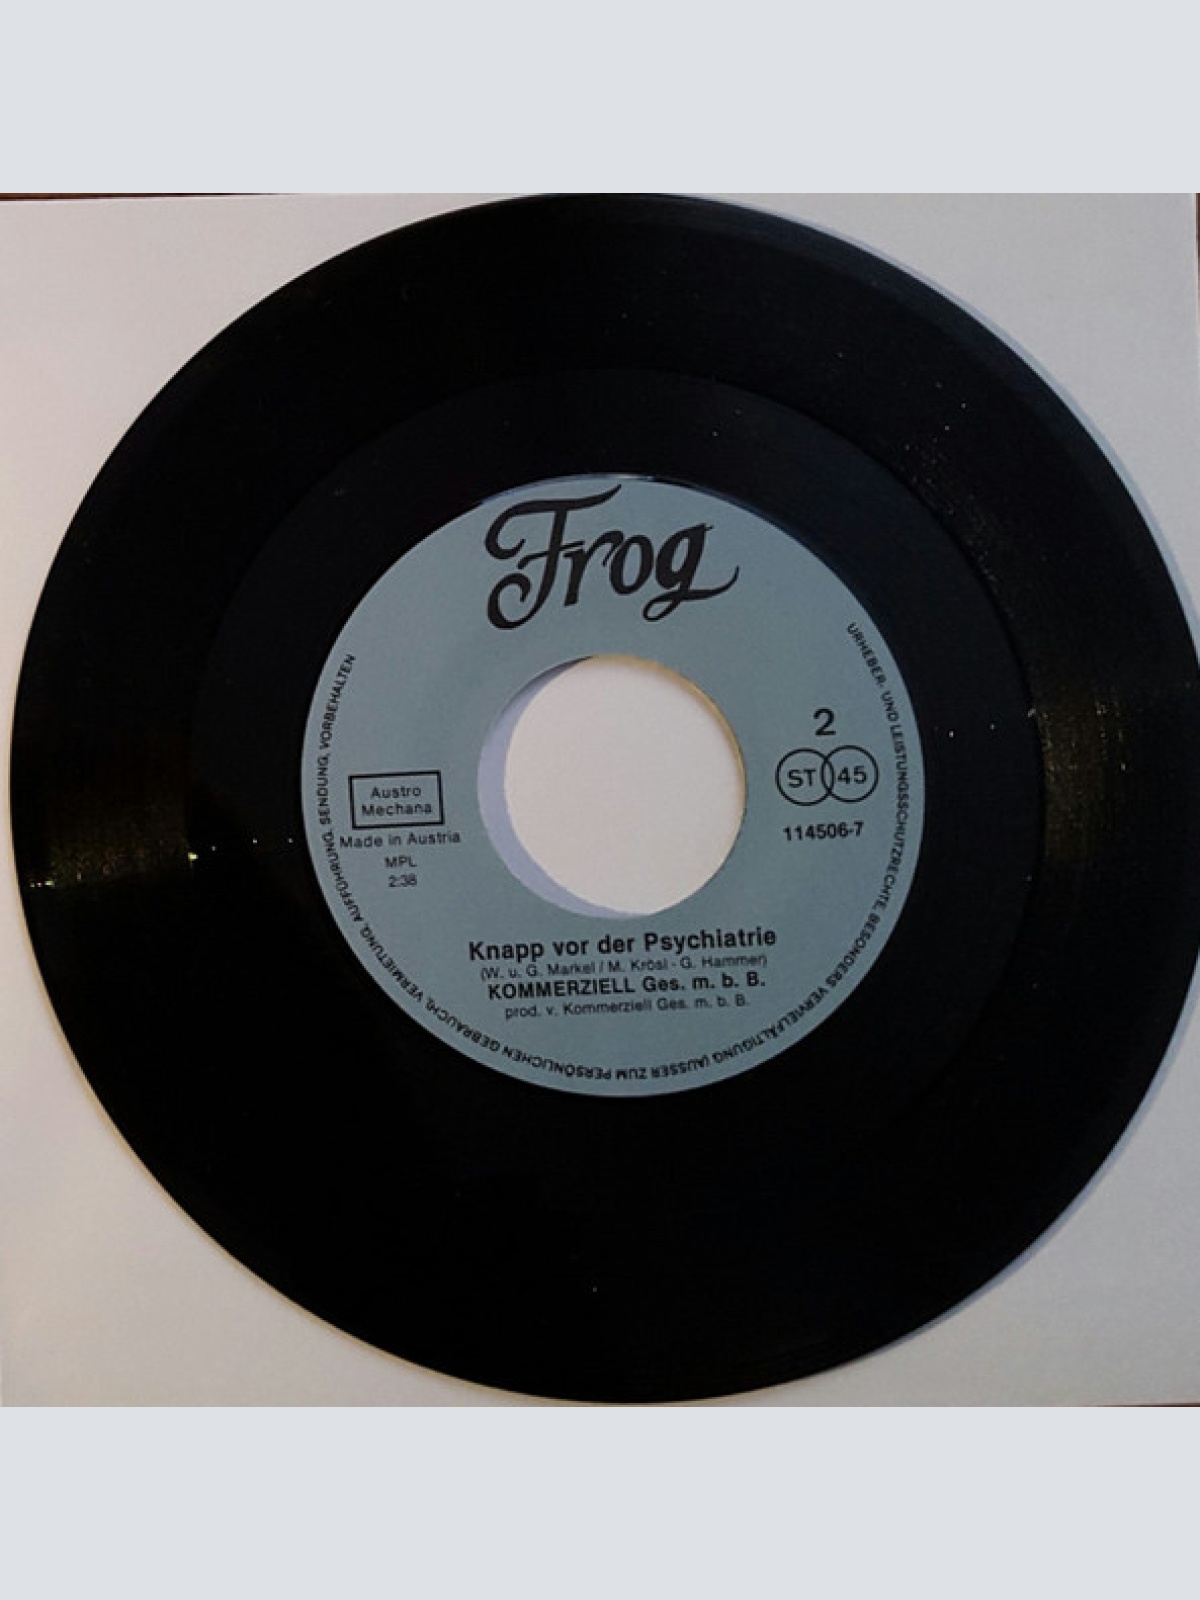 Frog
2
ST 45
114506-7
Austro
Mechana
Made in Austria
MPL
2:38
Knapp vor der Psychiatrie
(W. u. G. Markel / M. Krösl - G. Hammer)
KOMMERZIELL Ges. m. b. B.
prod. v. Kommerziell Ges. m. b. B.
URHEBER- UND LEISTUNGSSCHUTZRECHTE, BESONDERS VERVIELFÄLTIGUNG (AUSSER ZUM PERSÖNLICHEN GEBRAUCH), VERMIETUNG, AUFFÜHRUNG, SENDUNG, VORBEHALTEN